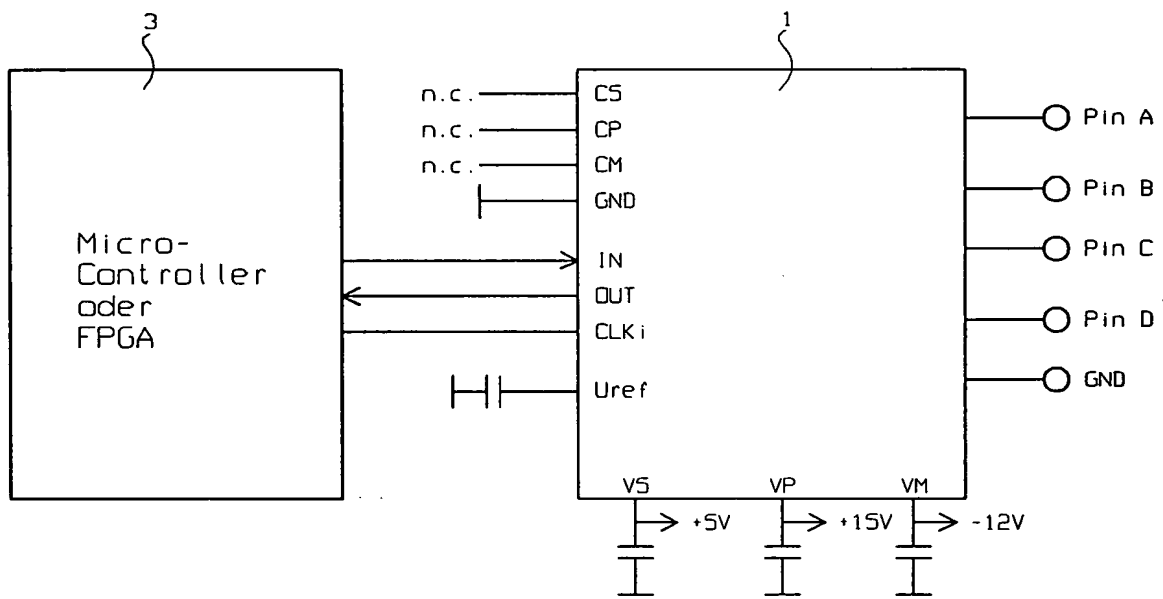 3
1
n.c. CS
n.c. CP
n.c. CM
GND
IN
OUT
CLKi
Uref
Micro-
Controller
oder
FPGA
Pin A
Pin B
Pin C
Pin D
GND
VS VP VM
+5V +15V -12V